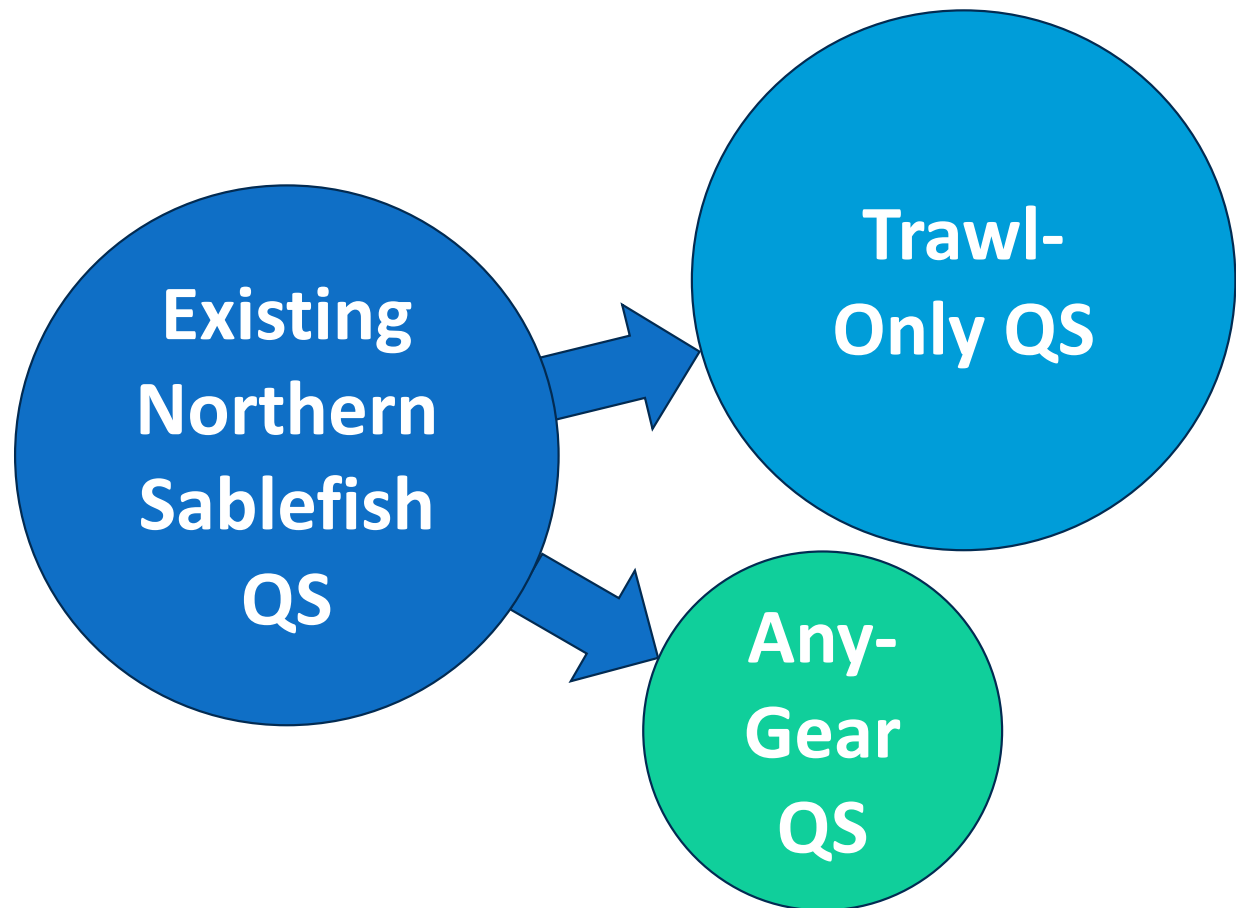 Existing
Northern
Sablefish
QS
Trawl-
Only QS
Any-
Gear
QS